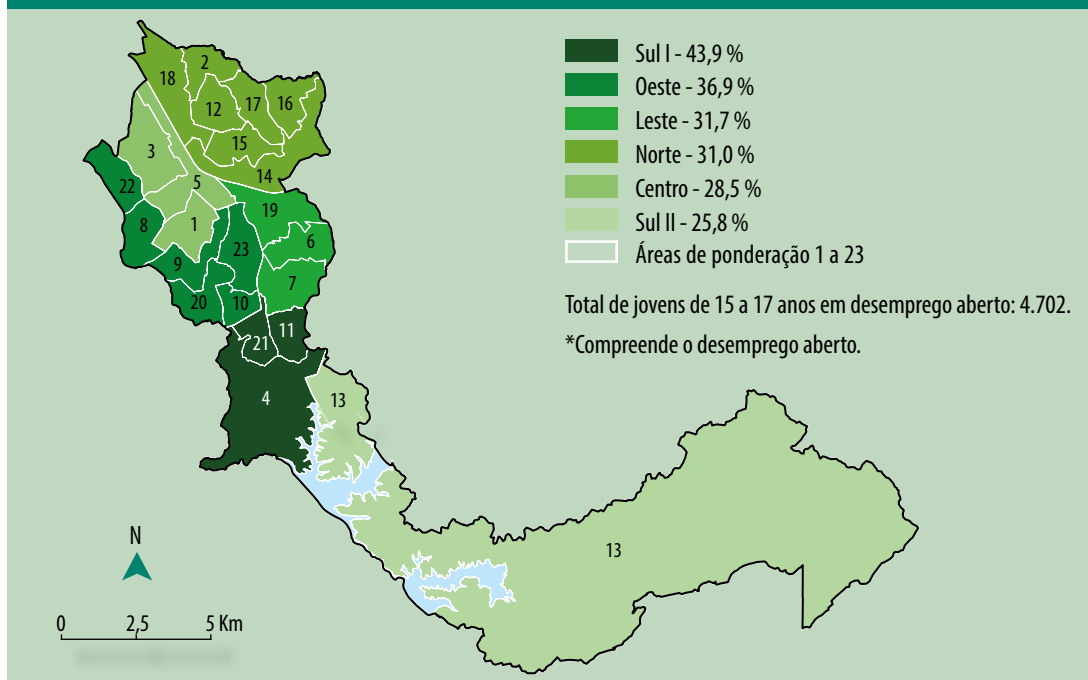 Sul I - 43,9 %
Oeste - 36,9 %
Leste - 31,7 %
Norte - 31,0 %
Centro - 28,5 %
Sul II - 25,8 %
Áreas de ponderação 1 a 23
Total de jovens de 15 a 17 anos em desemprego aberto: 4.702.
*Compreende o desemprego aberto.
2
18
12
17
16
15
3
14
5
22
19
1
8
23
6
9
7
20
10
11
21
4
13
13
N
0 2,5 5 Km